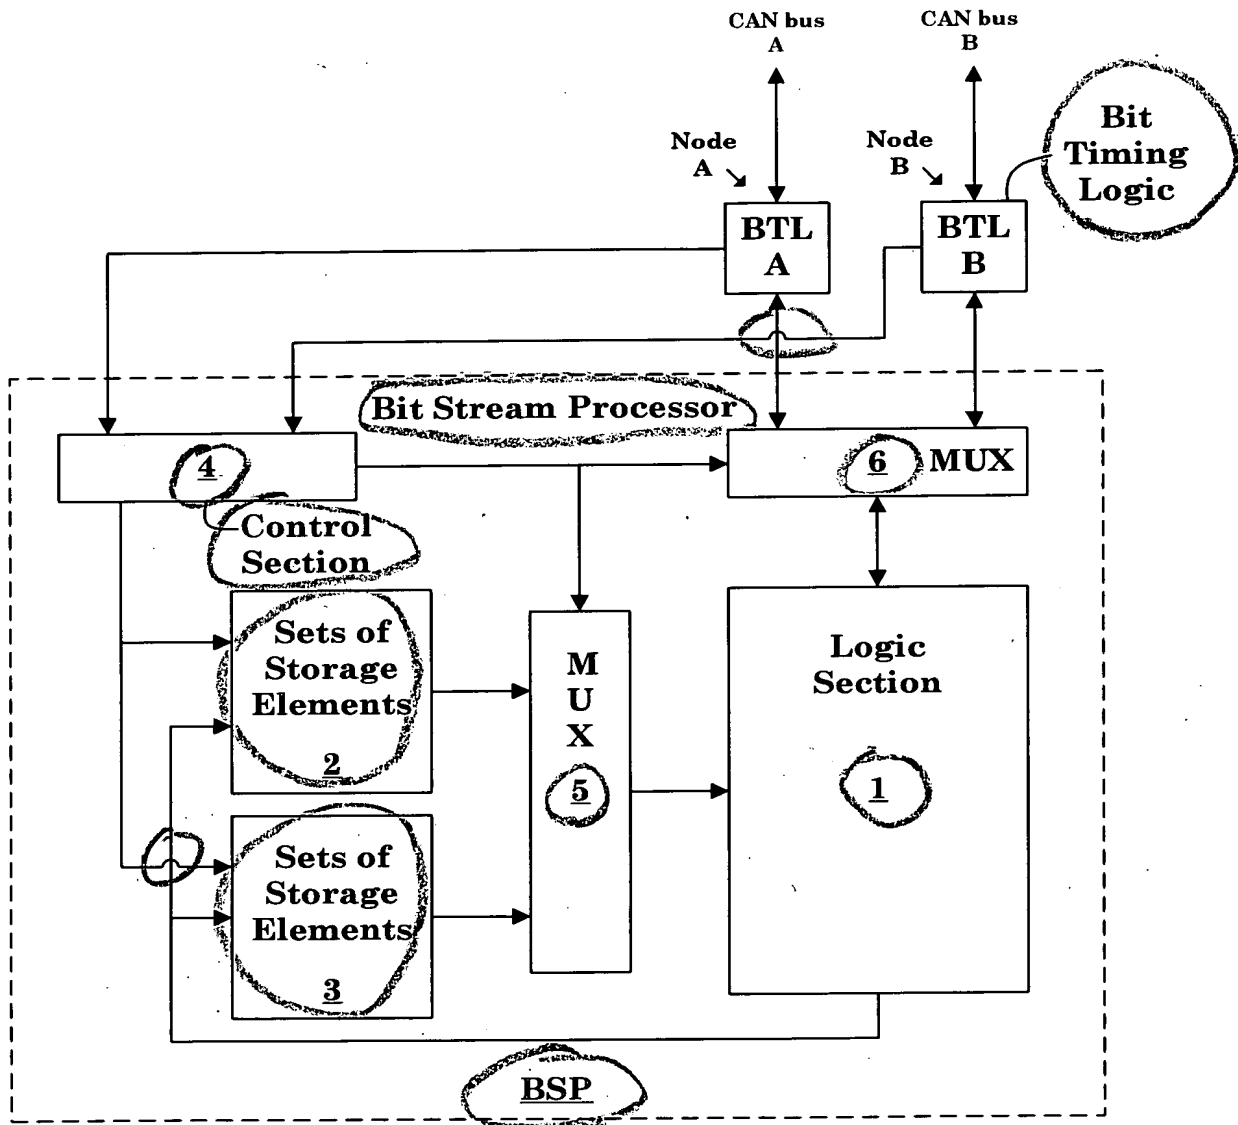 CAN bus
A
CAN bus
B
Node
A
Node
B
Bit
Timing
Logic
BTL
A
BTL
B
Bit Stream Processor
4
6 MUX
Control
Section
Sets of
Storage
Elements
2
M
U
X
5
Logic
Section
1
Sets of
Storage
Elements
3
BSP